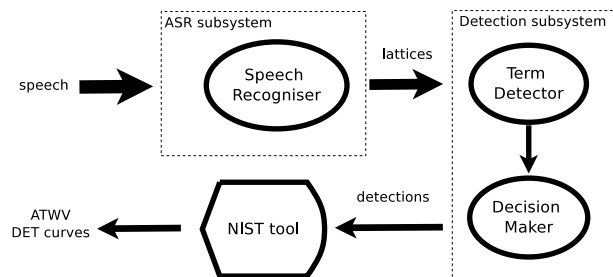 ASR subsystem
Detection subsystem
speech
Speech
Recogniser
lattices
Term
Detector
Decision
Maker
detections
NIST tool
ATWV
DET curves